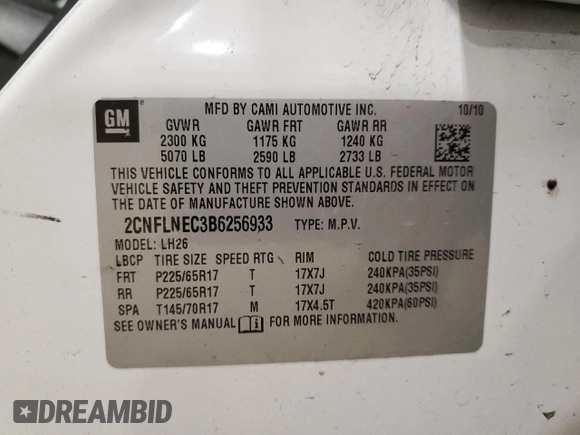 GM ®
MFD BY CAMI AUTOMOTIVE INC. 10/10
GVWR GAWR FRT GAWR RR
2300 KG 1175 KG 1240 KG
5070 LB 2590 LB 2733 LB
THIS VEHICLE CONFORMS TO ALL APPLICABLE U.S. FEDERAL MOTOR
VEHICLE SAFETY AND THEFT PREVENTION STANDARDS IN EFFECT ON
THE DATE OF MANUFACTURE SHOWN ABOVE.
2CNFLNEC3B6256933 TYPE: M.P.V.
MODEL: LH26
LBCP TIRE SIZE SPEED RTG RIM COLD TIRE PRESSURE
FRT P225/65R17 T 17X7J 240KPA(35PSI)
RR P225/65R17 T 17X7J 240KPA(35PSI)
SPA T145/70R17 M 17X4.5T 420KPA(60PSI)
SEE OWNER'S MANUAL i FOR MORE INFORMATION.
DREAMBID